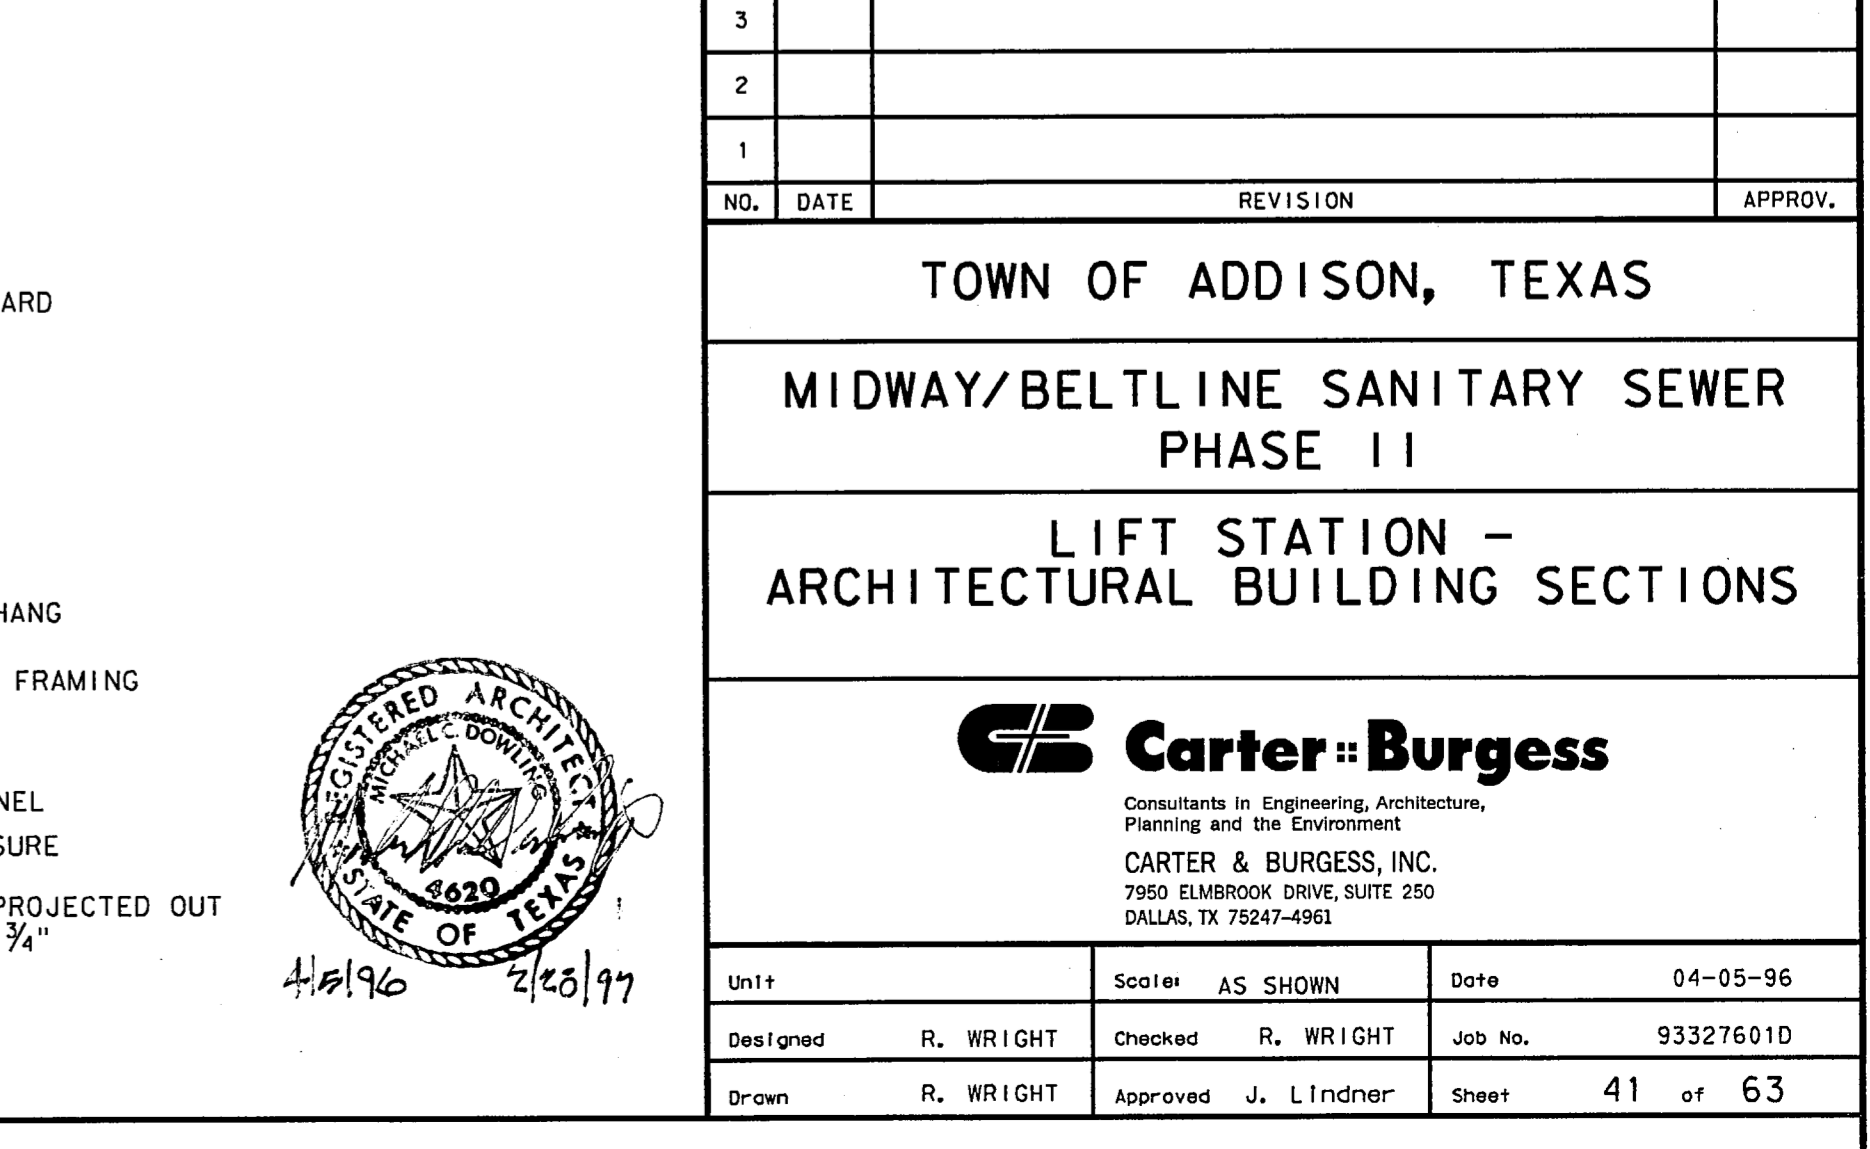 ARD
HANG
FRAMING
NEL
SURE
PROJECTED OUT
3/4"
REGISTERED ARCHITECT
MICHAEL C. DOWLING
4620
STATE OF TEXAS
4/5/96
2/28/97
3
2
1
NO. DATE REVISION APPROV.
TOWN OF ADDISON, TEXAS
MIDWAY/BELTLINE SANITARY SEWER
PHASE II
LIFT STATION –
ARCHITECTURAL BUILDING SECTIONS
Carter::Burgess
Consultants in Engineering, Architecture,
Planning and the Environment
CARTER & BURGESS, INC.
7950 ELMBROOK DRIVE, SUITE 250
DALLAS, TX 75247-4961
Unit Scale: AS SHOWN Date 04-05-96
Designed R. WRIGHT Checked R. WRIGHT Job No. 93327601D
Drawn R. WRIGHT Approved J. Lindner Sheet 41 of 63